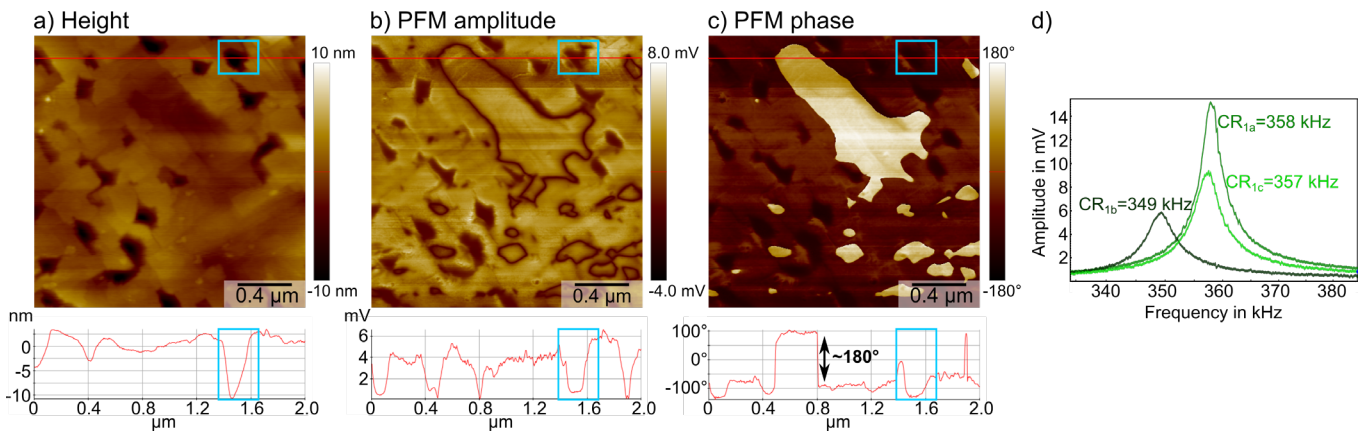 a) Height
10 nm
-10 nm
0.4 µm
nm
0
-5
-10
0 0.4 0.8 1.2 1.6 2.0
µm
b) PFM amplitude
8.0 mV
-4.0 mV
0.4 µm
mV
6
4
2
0
0 0.4 0.8 1.2 1.6 2.0
µm
c) PFM phase
180°
-180°
0.4 µm
100°
0°
-100°
~180°
0 0.4 0.8 1.2 1.6 2.0
µm
d)
Amplitude in mV
14
12
10
8
6
4
2
CR1a=358 kHz
CR1c=357 kHz
CR1b=349 kHz
340 350 360 370 380
Frequency in kHz